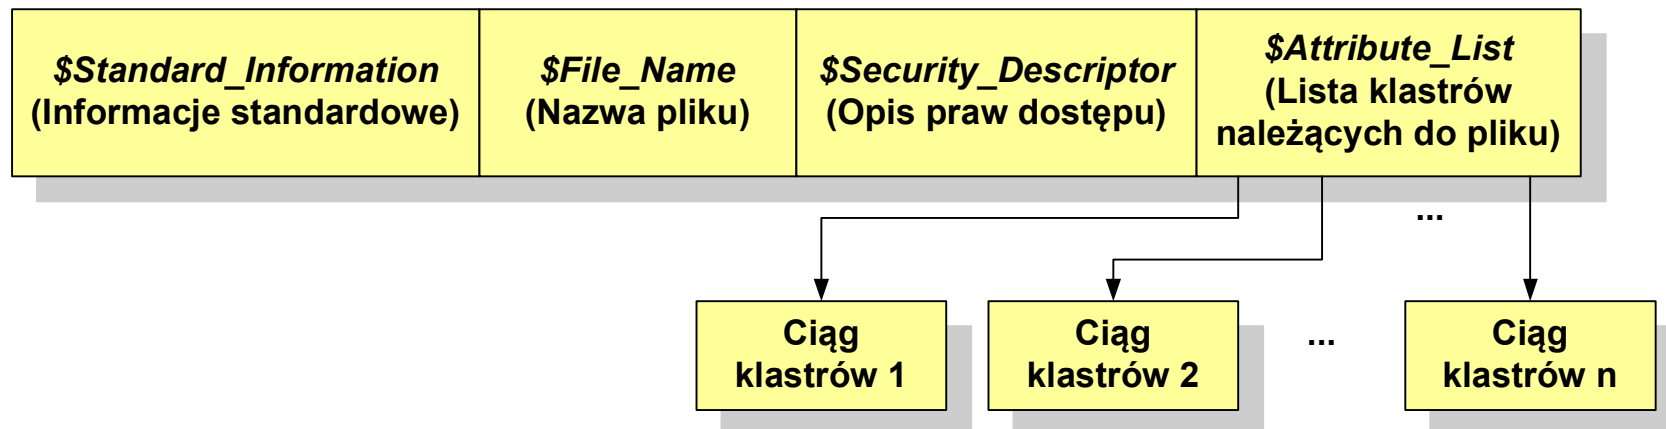 $Standard_Information
(Informacje standardowe)
$File_Name
(Nazwa pliku)
$Security_Descriptor
(Opis praw dostępu)
$Attribute_List
(Lista klastrów
należących do pliku)
...
Ciąg
klastrów 1
Ciąg
klastrów 2
...
Ciąg
klastrów n